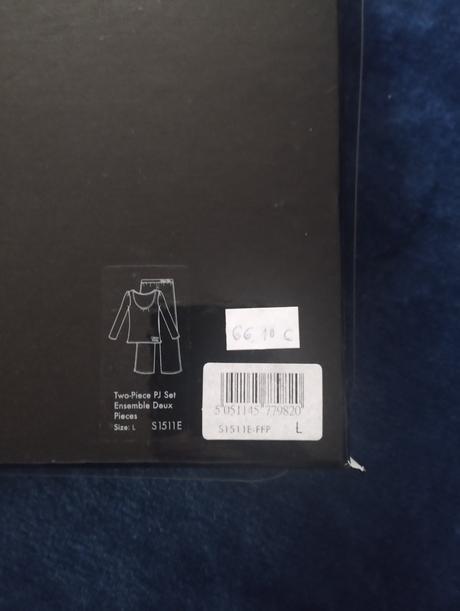 66,10 €
Two-Piece PJ Set
Ensemble Deux
Pieces
Size: L S1511E
5 051145 779820
S1511E-FFP L